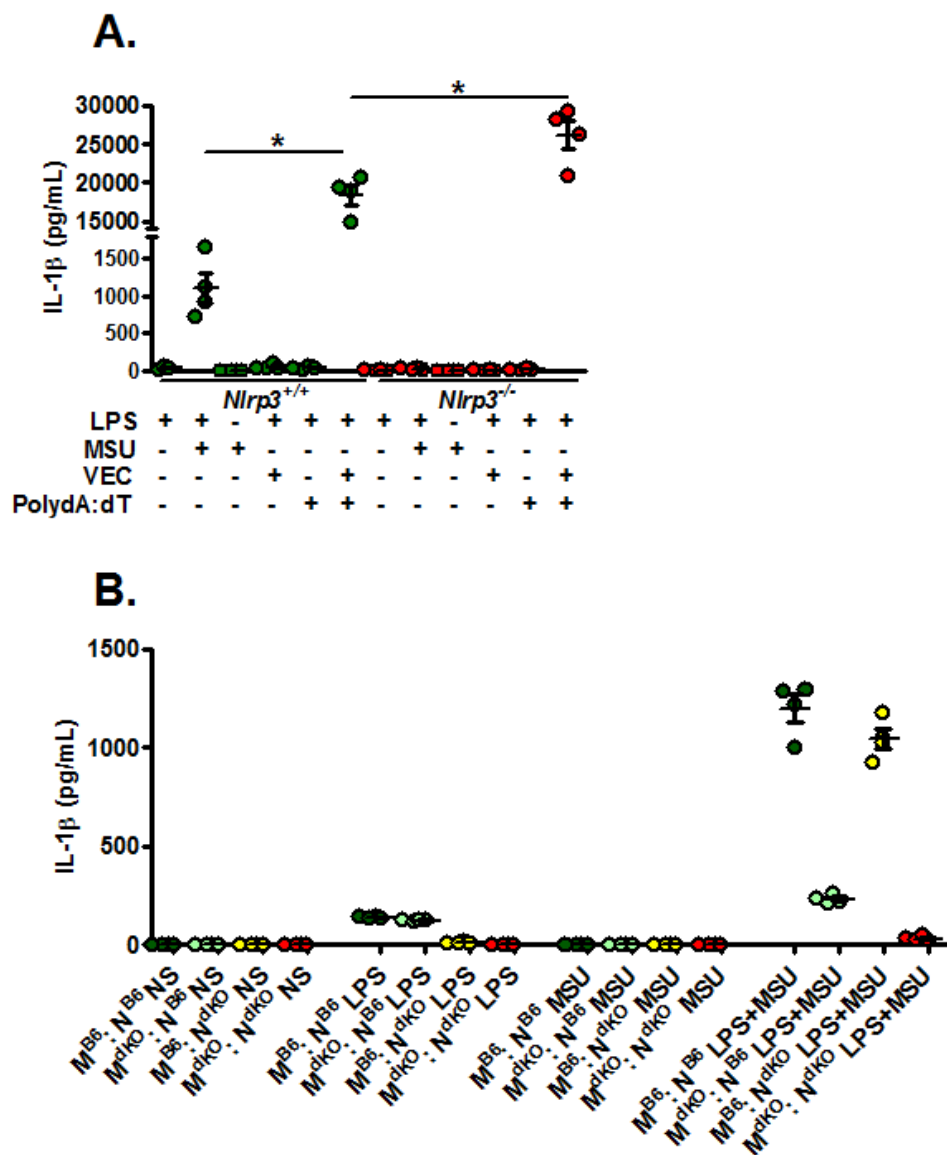 A.
*
*
30000
25000
20000
15000
1500
1000
500
0
IL-1β (pg/mL)
Nlrp3+/+ Nlrp3-/-
LPS + + - + + + + + - + + +
MSU - + + - - - - + + - - -
VEC - - - + - + - - - + - +
PolydA:dT - - - - + + - - - - + +
B.
1500
1000
500
0
IL-1β (pg/mL)
MB6: NB6 NS
MdKO: NB6 NS
MB6: NdKO NS
MdKO: NdKO NS
MB6: NB6 LPS
MdKO: NB6 LPS
MB6: NdKO LPS
MdKO: NdKO LPS
MB6: NB6 MSU
MdKO: NB6 MSU
MB6: NdKO MSU
MdKO: NdKO MSU
MB6: NB6 LPS+MSU
MdKO: NB6 LPS+MSU
MB6: NdKO LPS+MSU
MdKO: NdKO LPS+MSU